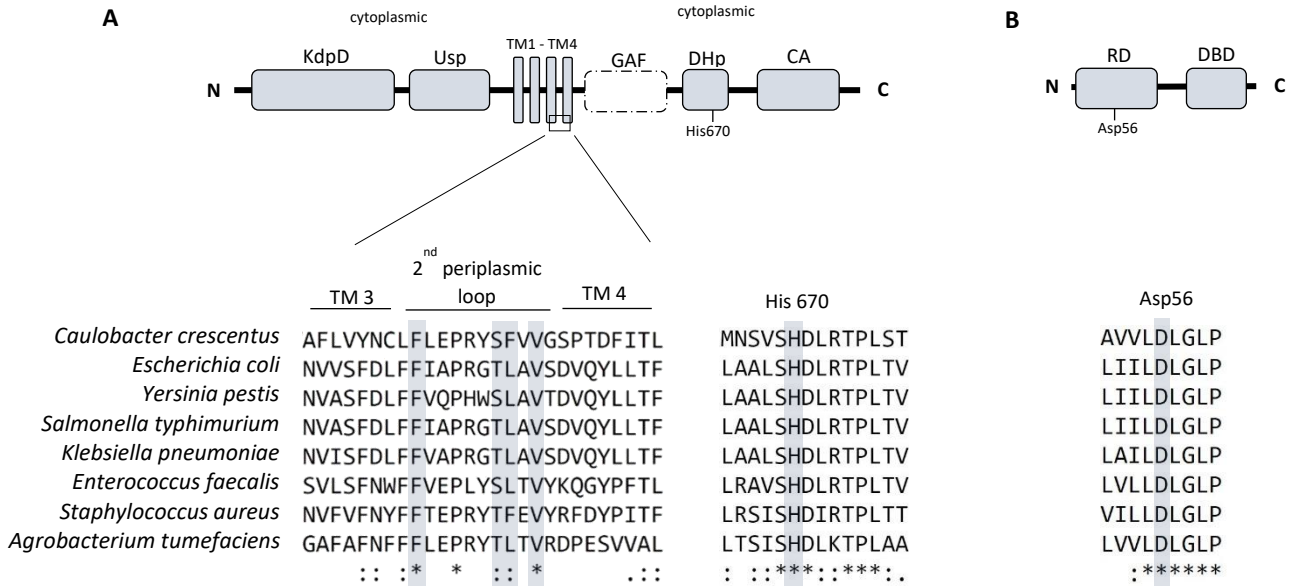 A
cytoplasmic
cytoplasmic
B
TM1 - TM4
KdpD
Usp
GAF
DHp
CA
RD
DBD
N
C
N
C
His670
Asp56
2nd periplasmic
loop
TM 3
TM 4
His 670
Asp56
Caulobacter crescentus AFLVYNCLFLEPRYSFVVGSPTDFITL MNSVSHDLRTPLST AVVLDLGLP
Escherichia coli NVVSFDLFFIAPRGTLAVSDVQYLLTF LAALSHDLRTPLTV LIILDLGLP
Yersinia pestis NVASFDLFFVQPHWSLAVTDVQYLLTF LAALSHDLRTPLTV LIILDLGLP
Salmonella typhimurium NVASFDLFFIAPRGTLAVSDVQYLLTF LAALSHDLRTPLTV LIILDLGLP
Klebsiella pneumoniae NVISFDLFFVAPRGTLAVSDVQYLLTF LAALSHDLRTPLTV LAILDLGLP
Enterococcus faecalis SVLSFNWFFVEPLYSLTVYKQGYPFTL LRAVSHDLRTPLTV LVLLDLGLP
Staphylococcus aureus NVFVFNYFFTEPRYTFEVYRFDYPITF LRSISHDIRTPLTT VILLDLGLP
Agrobacterium tumefaciens GAFAFNFFFLEPRYTLTVRDPESVVAL LTSISHDLKTPLAA LVVLDLGLP
:: :* * :: * .: : : ::***::***:. :******